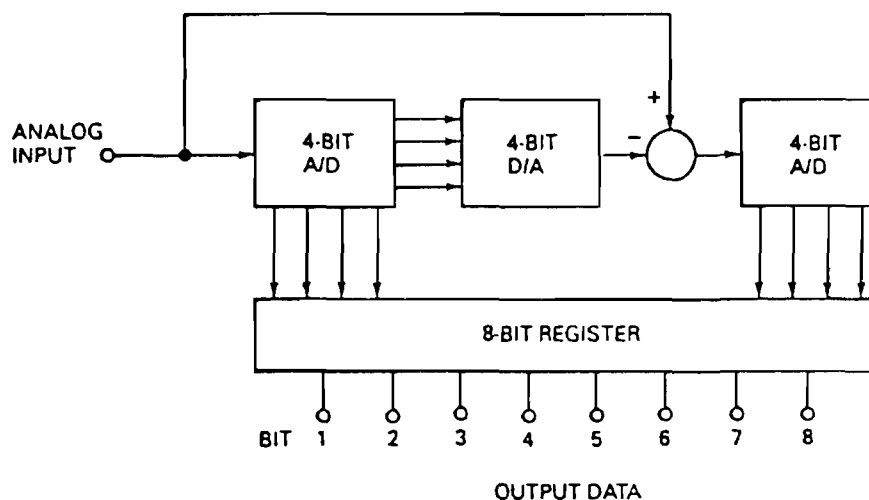 ANALOG
INPUT
4-BIT
A/D
4-BIT
D/A
+
−
4-BIT
A/D
8-BIT REGISTER
BIT 1 2 3 4 5 6 7 8
OUTPUT DATA